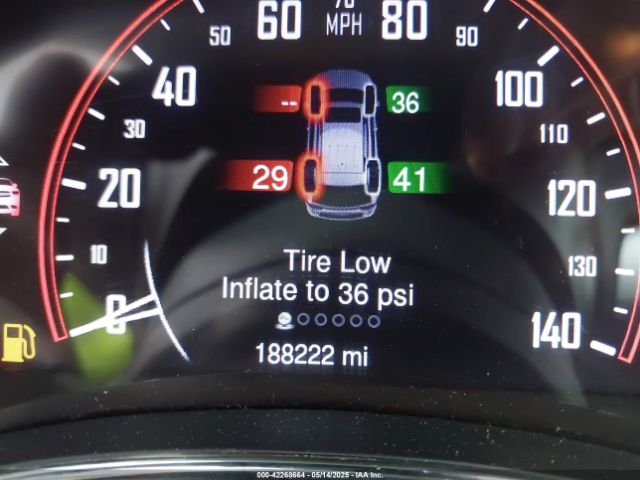 70
60 MPH 80
50 90
40 -- 36 100
30 110
20 29 41 120
10 Tire Low 130
Inflate to 36 psi
0 140
188222 mi
000-42268664 - 05/14/2025 - IAA Inc.